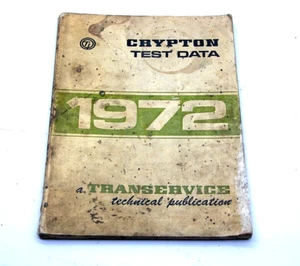 CRYPTON
TEST DATA
1972
a TRANSERVICE
technical publication